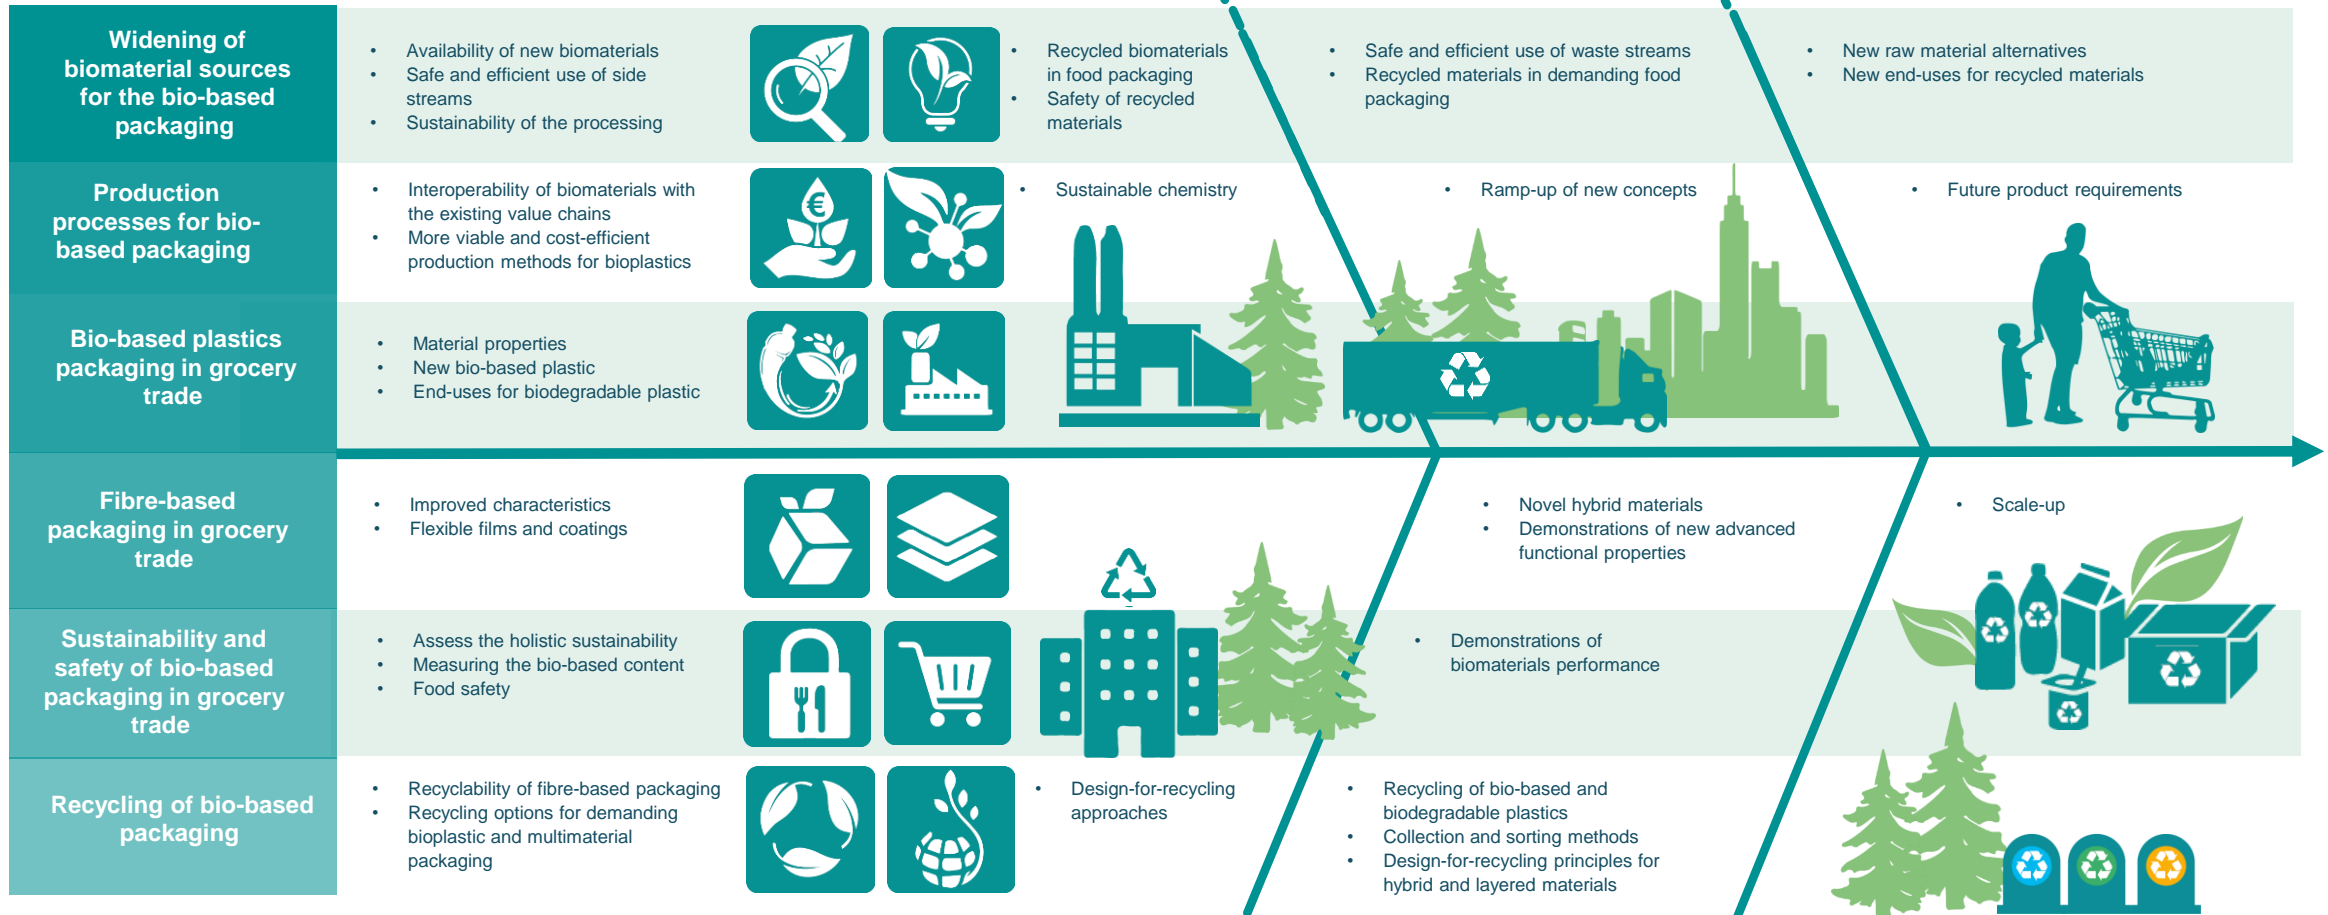 Widening of
biomaterial sources
for the bio-based
packaging
• Availability of new biomaterials
• Safe and efficient use of side
streams
• Sustainability of the processing
• Recycled biomaterials
in food packaging
• Safety of recycled
materials
• Safe and efficient use of waste streams
• Recycled materials in demanding food
packaging
• New raw material alternatives
• New end-uses for recycled materials
Production
processes for bio-
based packaging
• Interoperability of biomaterials with
the existing value chains
• More viable and cost-efficient
production methods for bioplastics
€
• Sustainable chemistry
• Ramp-up of new concepts
• Future product requirements
Bio-based plastics
packaging in grocery
trade
• Material properties
• New bio-based plastic
• End-uses for biodegradable plastic
Fibre-based
packaging in grocery
trade
• Improved characteristics
• Flexible films and coatings
• Novel hybrid materials
• Demonstrations of new advanced
functional properties
• Scale-up
Sustainability and
safety of bio-based
packaging in grocery
trade
• Assess the holistic sustainability
• Measuring the bio-based content
• Food safety
• Demonstrations of
biomaterials performance
Recycling of bio-based
packaging
• Recyclability of fibre-based packaging
• Recycling options for demanding
bioplastic and multimaterial
packaging
• Design-for-recycling
approaches
• Recycling of bio-based and
biodegradable plastics
• Collection and sorting methods
• Design-for-recycling principles for
hybrid and layered materials